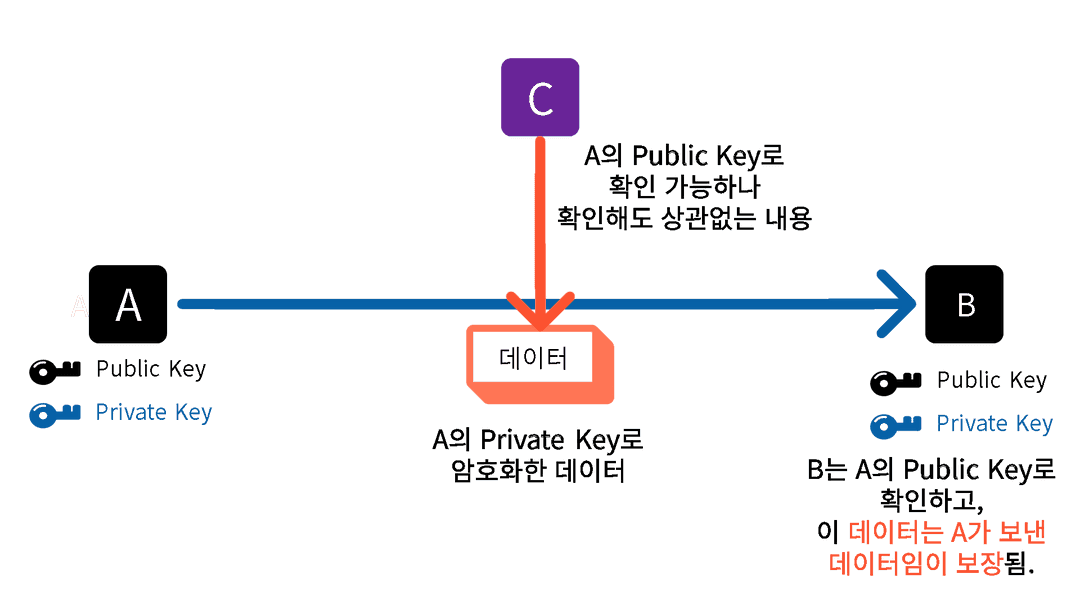 C
A의 Public Key로
확인 가능하나
확인해도 상관없는 내용
A
B
데이터
Public Key
Private Key
Public Key
Private Key
A의 Private Key로
암호화한 데이터
B는 A의 Public Key로
확인하고,
이 데이터는 A가 보낸
데이터임이 보장됨.